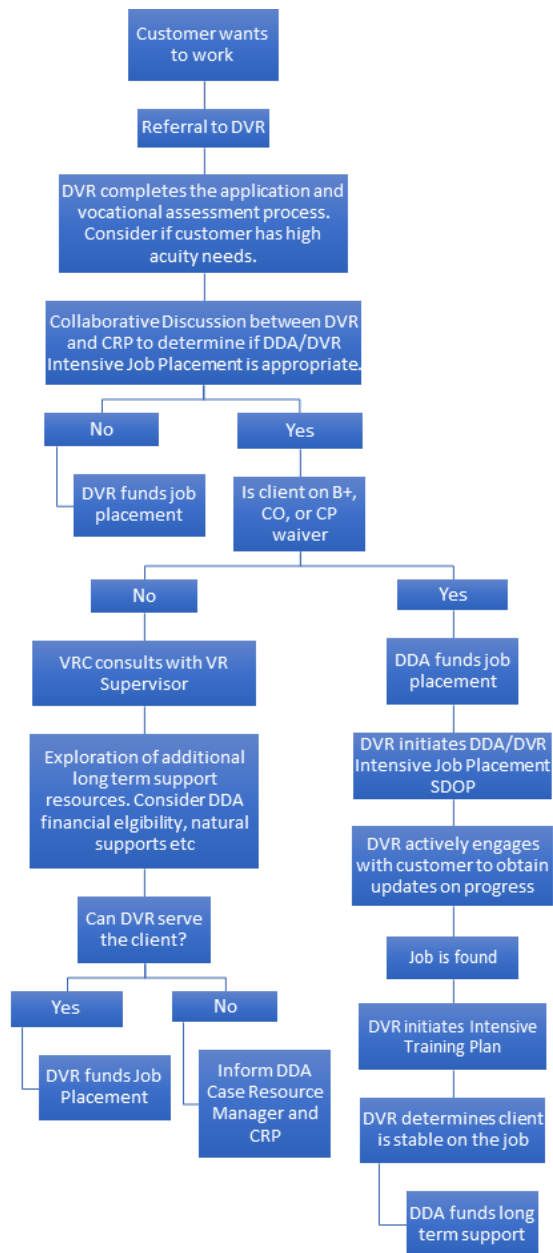 Customer wants
to work
Referral to DVR
DVR completes the application and
vocational assessment process.
Consider if customer has high
acuity needs.
Collaborative Discussion between DVR
and CRP to determine if DDA/DVR
Intensive Job Placement is appropriate.
No
Yes
DVR funds job
placement
Is client on B+,
CO, or CP
waiver
No
Yes
VRC consults with VR
Supervisor
Exploration of additional
long term support
resources. Consider DDA
financial elgibility, natural
supports etc
Can DVR serve
the client?
Yes
No
DVR funds Job
Placement
Inform DDA
Case Resource
Manager and
CRP
DDA funds job
placement
DVR initiates DDA/DVR
Intensive Job Placement
SDOP
DVR actively engages
with customer to obtain
updates on progress
Job is found
DVR initiates Intensive
Training Plan
DVR determines client
is stable on the job
DDA funds long
term support